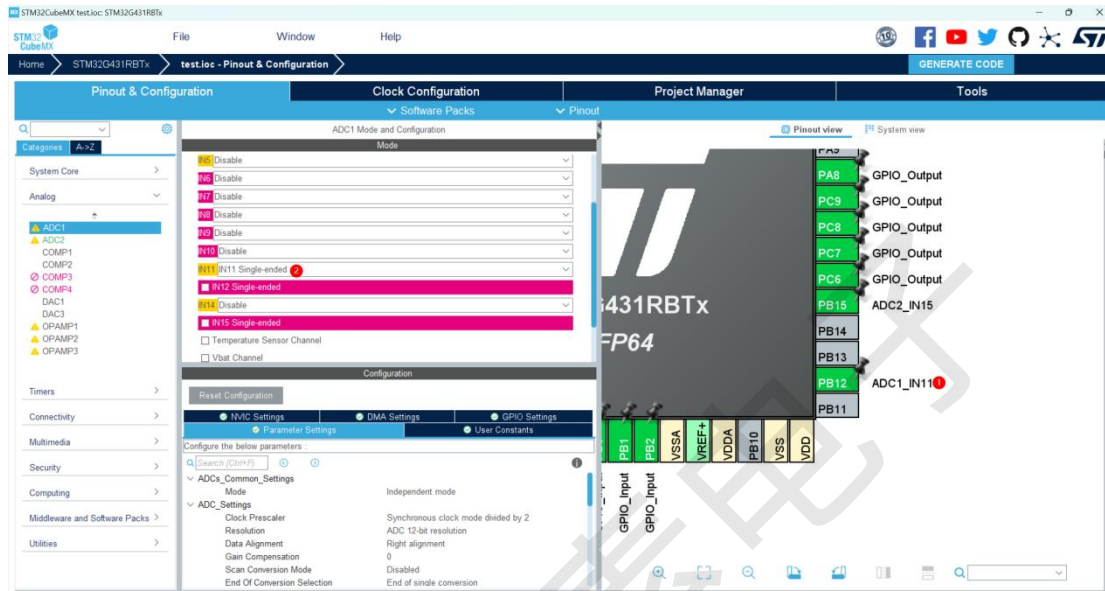 STM32CubeMX test.ioc: STM32G431RBTx
STM32
CubeMX
File Window Help
Home STM32G431RBTx test.ioc - Pinout & Configuration GENERATE CODE
Pinout & Configuration Clock Configuration Project Manager Tools
Software Packs Pinout
ADC1 Mode and Configuration
Pinout view System view
Categories A->Z
System Core
Analog
ADC1
ADC2
COMP1
COMP2
COMP3
COMP4
DAC1
DAC3
OPAMP1
OPAMP2
OPAMP3
Timers
Connectivity
Multimedia
Security
Computing
Middleware and Software Packs
Utilities
Mode
IN5 Disable
IN6 Disable
IN7 Disable
IN8 Disable
IN9 Disable
IN10 Disable
IN11 IN11 Single-ended 2
IN12 Single-ended
IN14 Disable
IN15 Single-ended
Temperature Sensor Channel
Vbat Channel
Configuration
Reset Configuration
NVIC Settings DMA Settings GPIO Settings
Parameter Settings User Constants
Configure the below parameters :
Search (Ctrl+F)
ADCs_Common_Settings
Mode Independent mode
ADC_Settings
Clock Prescaler Synchronous clock mode divided by 2
Resolution ADC 12-bit resolution
Data Alignment Right alignment
Gain Compensation 0
Scan Conversion Mode Disabled
End Of Conversion Selection End of single conversion
PA9
PA8 GPIO_Output
PC9 GPIO_Output
PC8 GPIO_Output
PC7 GPIO_Output
PC6 GPIO_Output
PB15 ADC2_IN15
PB14
PB13
PB12 ADC1_IN11 1
PB11
431RBTx
FP64
PB1
PB2
VSSA
VREF+
VDDA
PB10
VSS
VDD
GPIO_Input
GPIO_Input